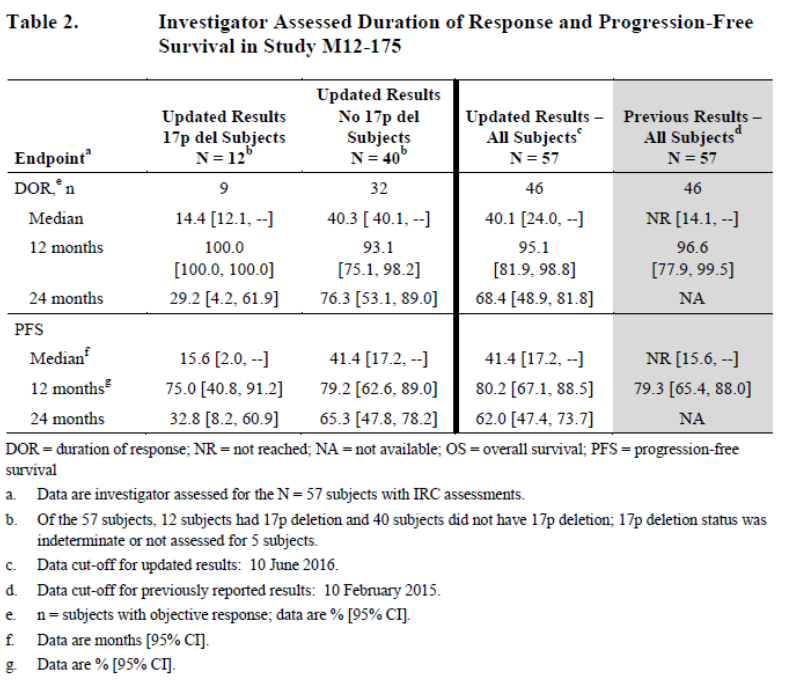 Table 2. Investigator Assessed Duration of Response and Progression-Free
Survival in Study M12-175
Endpointᵃ
Updated Results
17p del Subjects
N = 12ᵇ
Updated Results
No 17p del
Subjects
N = 40ᵇ
Updated Results –
All Subjectsᶜ
N = 57
Previous Results –
All Subjectsᵈ
N = 57
DOR,ᵉ n 9 32 46 46
Median 14.4 [12.1, --] 40.3 [ 40.1, --] 40.1 [24.0, --] NR [14.1, --]
12 months 100.0 93.1 95.1 96.6
[100.0, 100.0] [75.1, 98.2] [81.9, 98.8] [77.9, 99.5]
24 months 29.2 [4.2, 61.9] 76.3 [53.1, 89.0] 68.4 [48.9, 81.8] NA
PFS
Medianᶠ 15.6 [2.0, --] 41.4 [17.2, --] 41.4 [17.2, --] NR [15.6, --]
12 monthsᵍ 75.0 [40.8, 91.2] 79.2 [62.6, 89.0] 80.2 [67.1, 88.5] 79.3 [65.4, 88.0]
24 months 32.8 [8.2, 60.9] 65.3 [47.8, 78.2] 62.0 [47.4, 73.7] NA
DOR = duration of response; NR = not reached; NA = not available; OS = overall survival; PFS = progression-free
survival
a. Data are investigator assessed for the N = 57 subjects with IRC assessments.
b. Of the 57 subjects, 12 subjects had 17p deletion and 40 subjects did not have 17p deletion; 17p deletion status was
indeterminate or not assessed for 5 subjects.
c. Data cut-off for updated results: 10 June 2016.
d. Data cut-off for previously reported results: 10 February 2015.
e. n = subjects with objective response; data are % [95% CI].
f. Data are months [95% CI].
g. Data are % [95% CI].